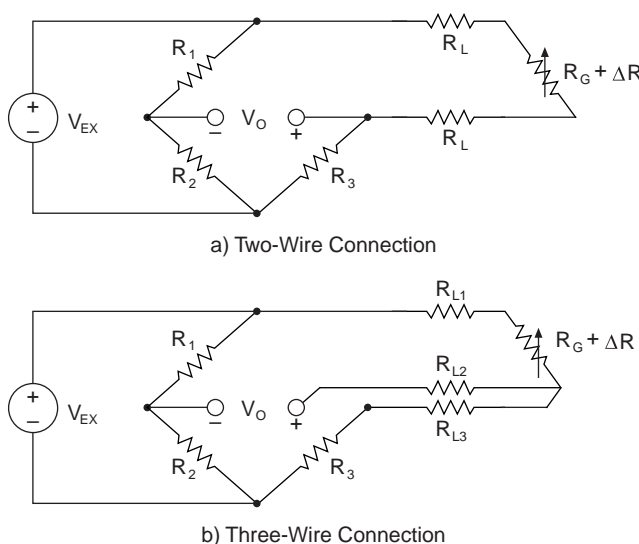 R1
RL
RG + ΔR
+
−
VEX
− VO +
RL
R2
R3
a) Two-Wire Connection
RL1
R1
RG + ΔR
RL2
+
−
VEX
− VO +
RL3
R2
R3
b) Three-Wire Connection